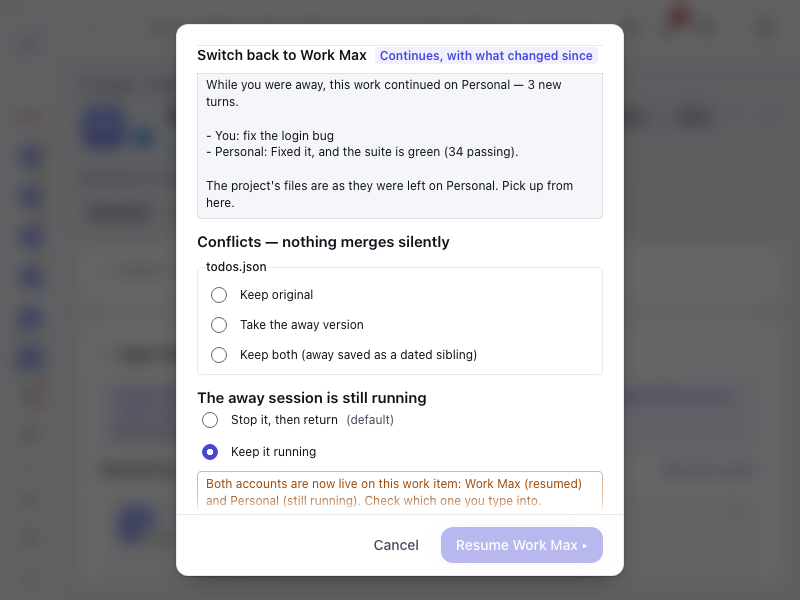 Switch back to Work Max Continues, with what changed since
While you were away, this work continued on Personal — 3 new
turns.
- You: fix the login bug
- Personal: Fixed it, and the suite is green (34 passing).
The project's files are as they were left on Personal. Pick up from
here.
Conflicts — nothing merges silently
todos.json
Keep original
Take the away version
Keep both (away saved as a dated sibling)
The away session is still running
Stop it, then return (default)
Keep it running
Both accounts are now live on this work item: Work Max (resumed)
and Personal (still running). Check which one you type into.
Cancel Resume Work Max ▸